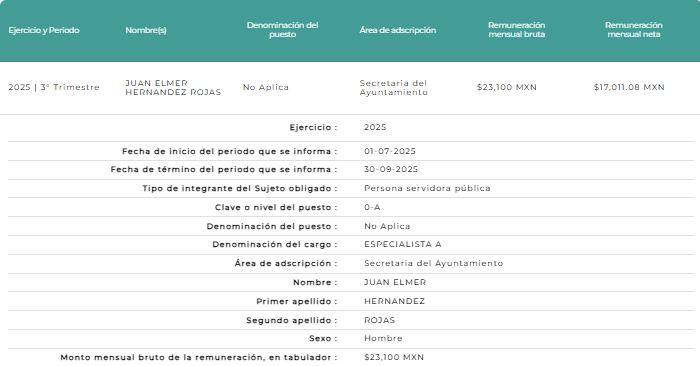 Ejercicio y Periodo Nombre(s) Denominación del puesto Área de adscripción Remuneración mensual bruta Remuneración mensual neta
2025 | 3° Trimestre JUAN ELMER HERNANDEZ ROJAS No Aplica Secretaria del Ayuntamiento $23,100 MXN $17,011.08 MXN
Ejercicio : 2025
Fecha de inicio del periodo que se informa : 01-07-2025
Fecha de término del periodo que se informa : 30-09-2025
Tipo de integrante del Sujeto obligado : Persona servidora pública
Clave o nivel del puesto : 0-A
Denominación del puesto : No Aplica
Denominación del cargo : ESPECIALISTA A
Área de adscripción : Secretaria del Ayuntamiento
Nombre : JUAN ELMER
Primer apellido : HERNANDEZ
Segundo apellido : ROJAS
Sexo : Hombre
Monto mensual bruto de la remuneración, en tabulador : $23,100 MXN